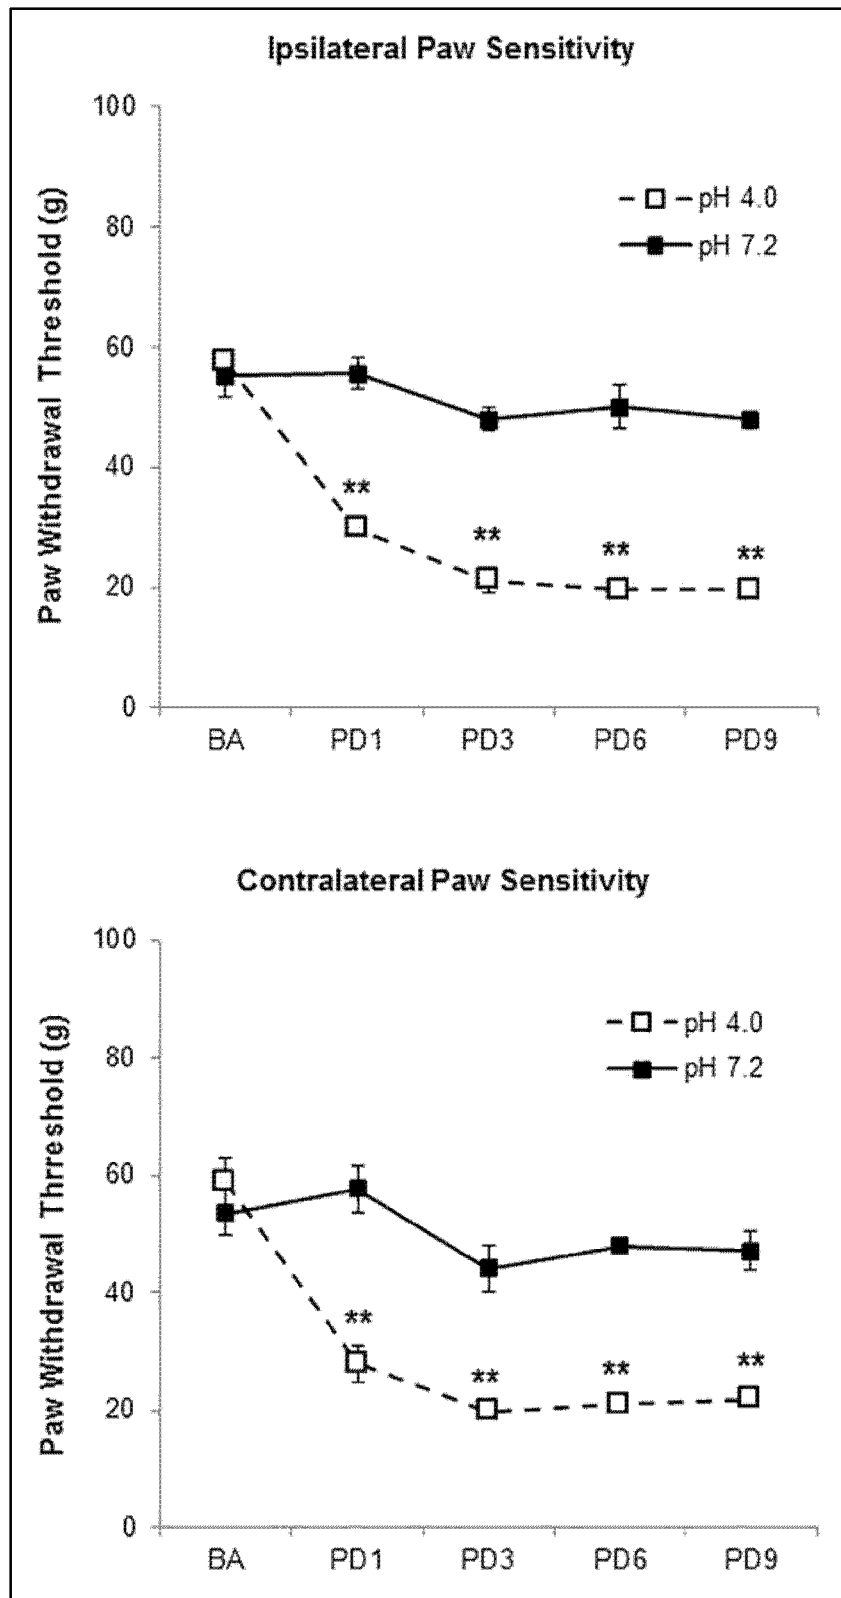 Ipsilateral Paw Sensitivity
100
80
60
40
20
0
Paw Withdrawal Threshold (g)
pH 4.0
pH 7.2
**
**
**
**
BA PD1 PD3 PD6 PD9
Contralateral Paw Sensitivity
100
80
60
40
20
0
Paw Withdrawal Thrreshold (g)
pH 4.0
pH 7.2
**
**
**
**
BA PD1 PD3 PD6 PD9